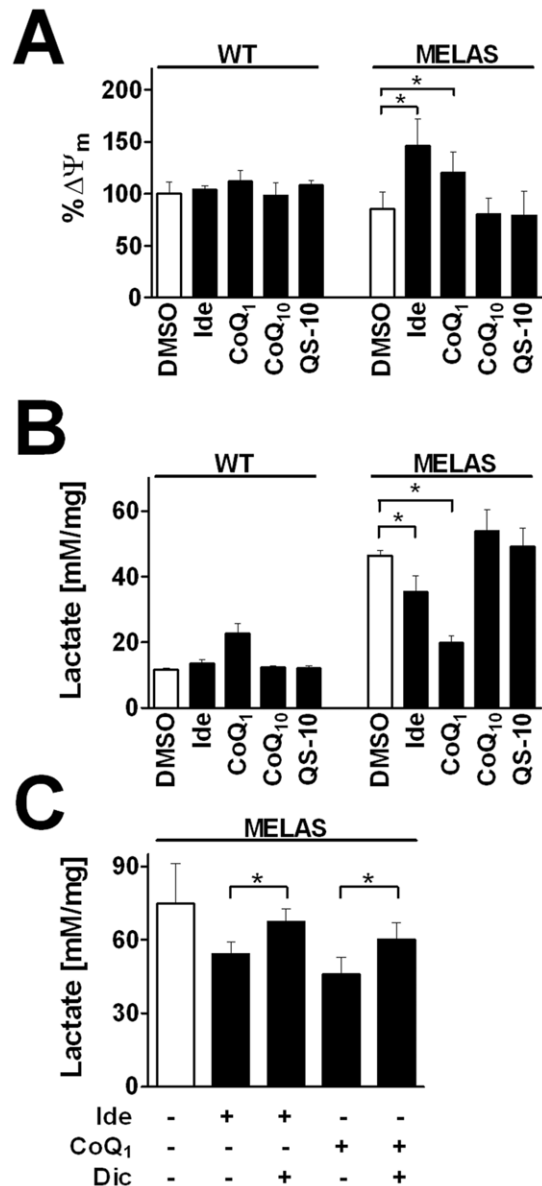 A
WT MELAS
%ΔΨm
200
150
100
50
0
* *
DMSO Ide CoQ1 CoQ10 QS-10 DMSO Ide CoQ1 CoQ10 QS-10
B
WT MELAS
Lactate [mM/mg]
60
40
20
0
* *
DMSO Ide CoQ1 CoQ10 QS-10 DMSO Ide CoQ1 CoQ10 QS-10
C
MELAS
Lactate [mM/mg]
90
60
30
0
* *
Ide - + + - -
CoQ1 - - - + +
Dic - - + - +